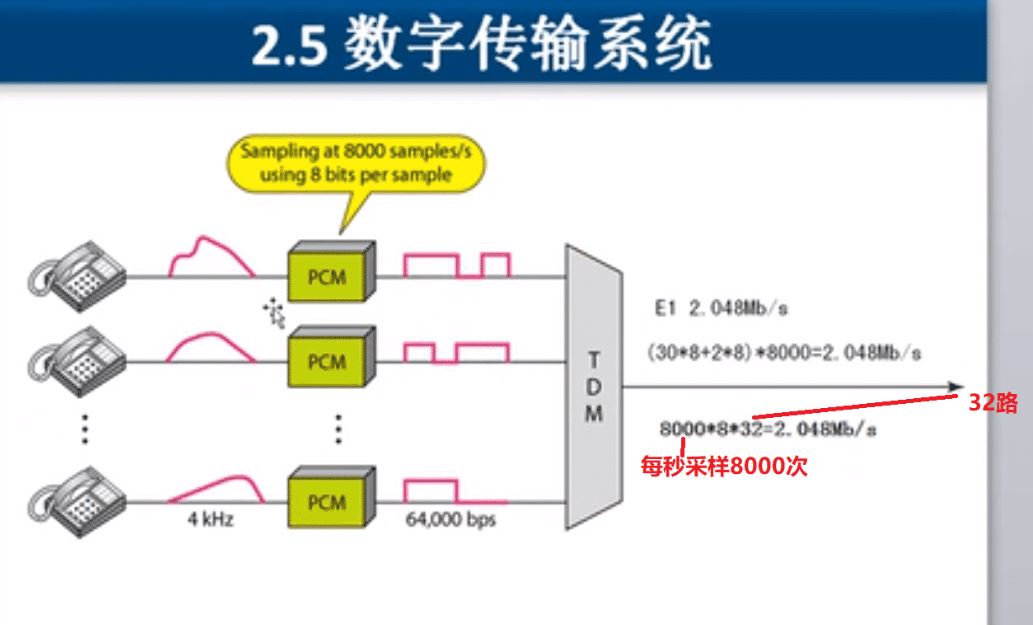 2.5 数字传输系统
Sampling at 8000 samples/s
using 8 bits per sample
PCM
PCM
PCM
4 kHz
64,000 bps
T
D
M
E1 2.048Mb/s
(30*8+2*8)*8000=2.048Mb/s
32路
8000*8*32=2.048Mb/s
每秒采样8000次